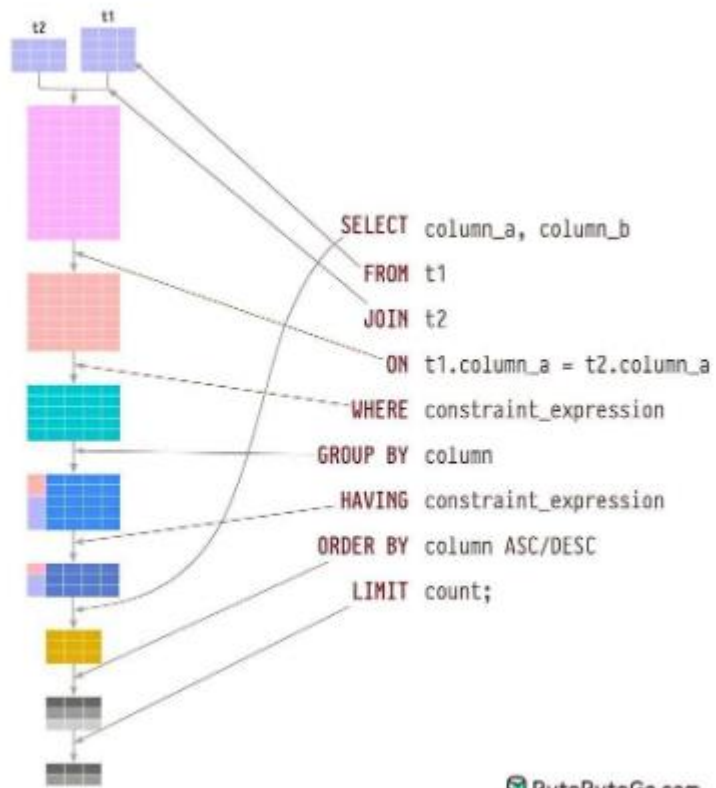 t2 t1
SELECT column_a, column_b
FROM t1
JOIN t2
ON t1.column_a = t2.column_a
WHERE constraint_expression
GROUP BY column
HAVING constraint_expression
ORDER BY column ASC/DESC
LIMIT count;
ByteByteGo.com